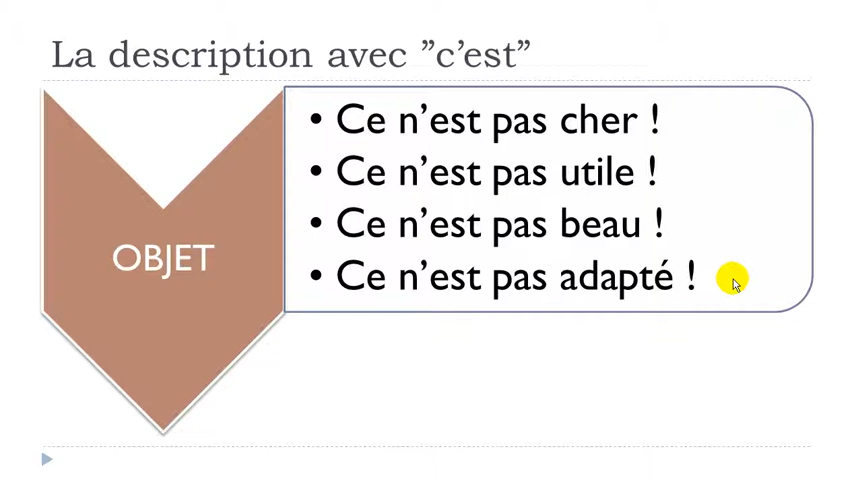 La description avec ”c’est”
OBJET
• Ce n’est pas cher !
• Ce n’est pas utile !
• Ce n’est pas beau !
• Ce n’est pas adapté !